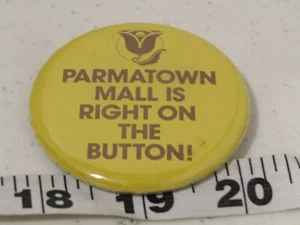 PARMATOWN
MALL IS
RIGHT ON
THE
BUTTON!
18 19 20